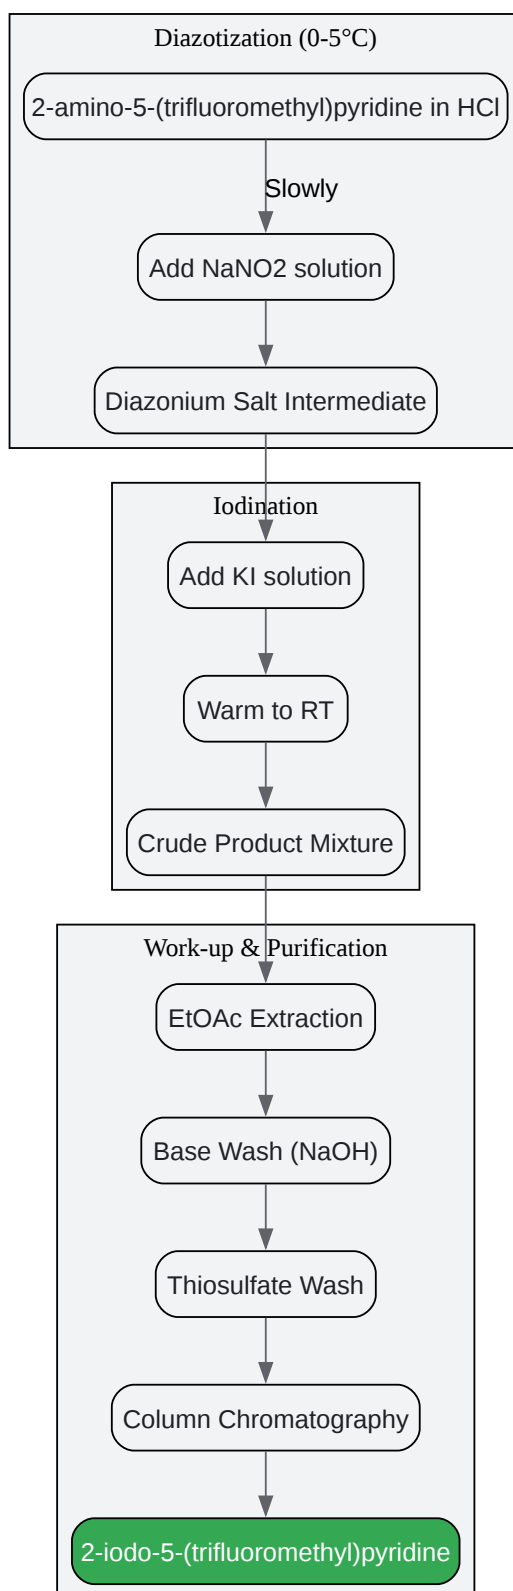 Diazotization (0-5°C)
2-amino-5-(trifluoromethyl)pyridine in HCl
Slowly
Add NaNO2 solution
Diazonium Salt Intermediate
Iodination
Add KI solution
Warm to RT
Crude Product Mixture
Work-up & Purification
EtOAc Extraction
Base Wash (NaOH)
Thiosulfate Wash
Column Chromatography
2-iodo-5-(trifluoromethyl)pyridine